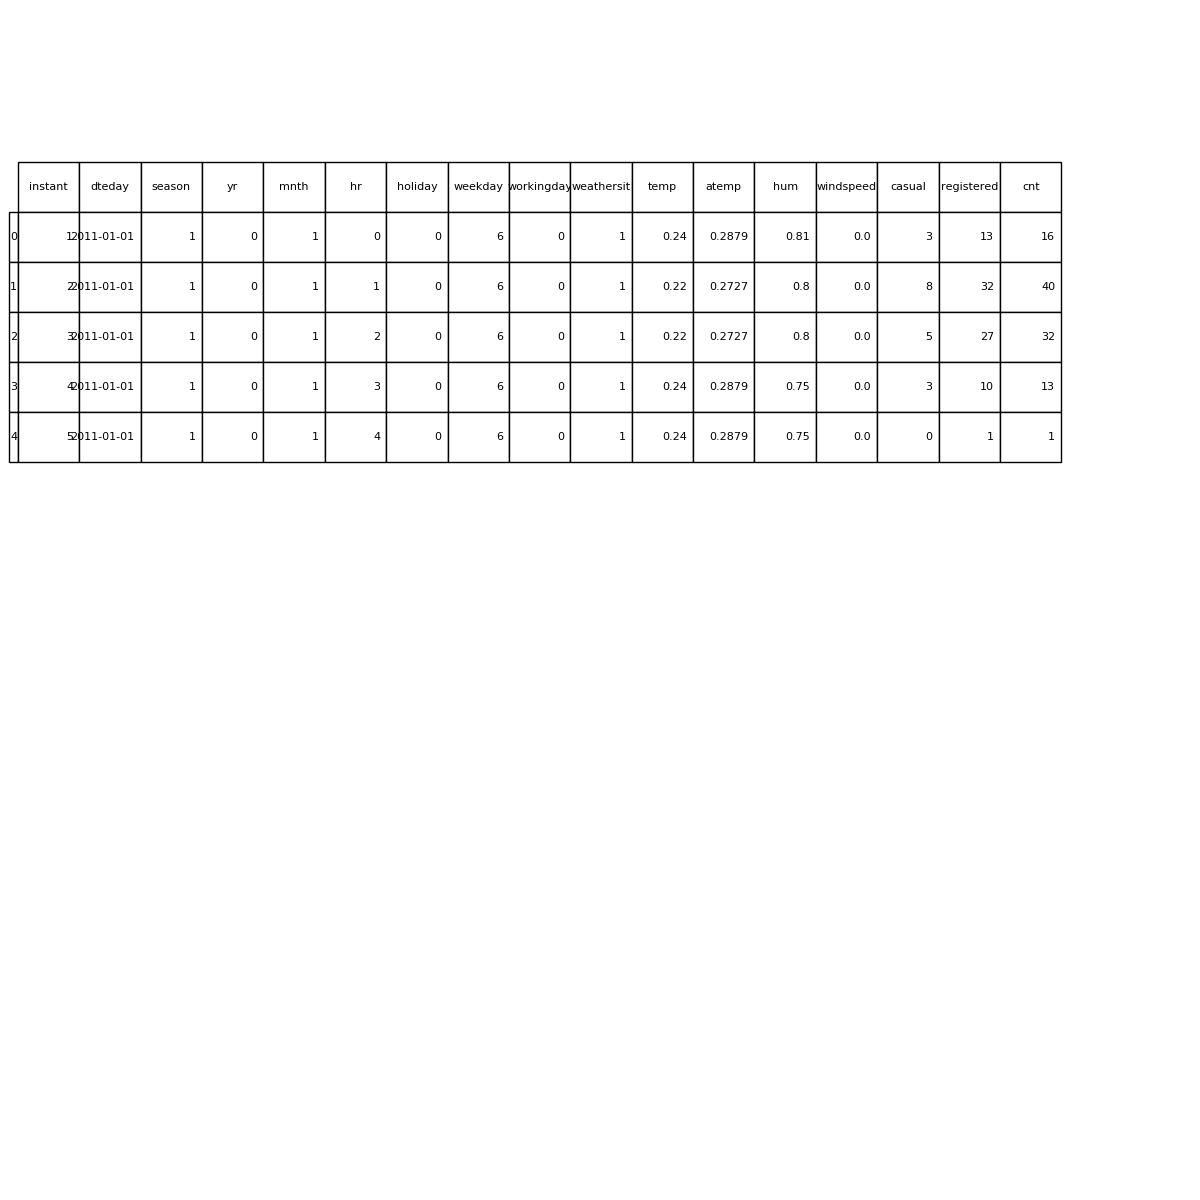 instant dteday season yr mnth hr holiday weekday workingday weathersit temp atemp hum windspeed casual registered cnt
0 1 2011-01-01 1 0 1 0 0 6 0 1 0.24 0.2879 0.81 0.0 3 13 16
1 2 2011-01-01 1 0 1 1 0 6 0 1 0.22 0.2727 0.8 0.0 8 32 40
2 3 2011-01-01 1 0 1 2 0 6 0 1 0.22 0.2727 0.8 0.0 5 27 32
3 4 2011-01-01 1 0 1 3 0 6 0 1 0.24 0.2879 0.75 0.0 3 10 13
4 5 2011-01-01 1 0 1 4 0 6 0 1 0.24 0.2879 0.75 0.0 0 1 1